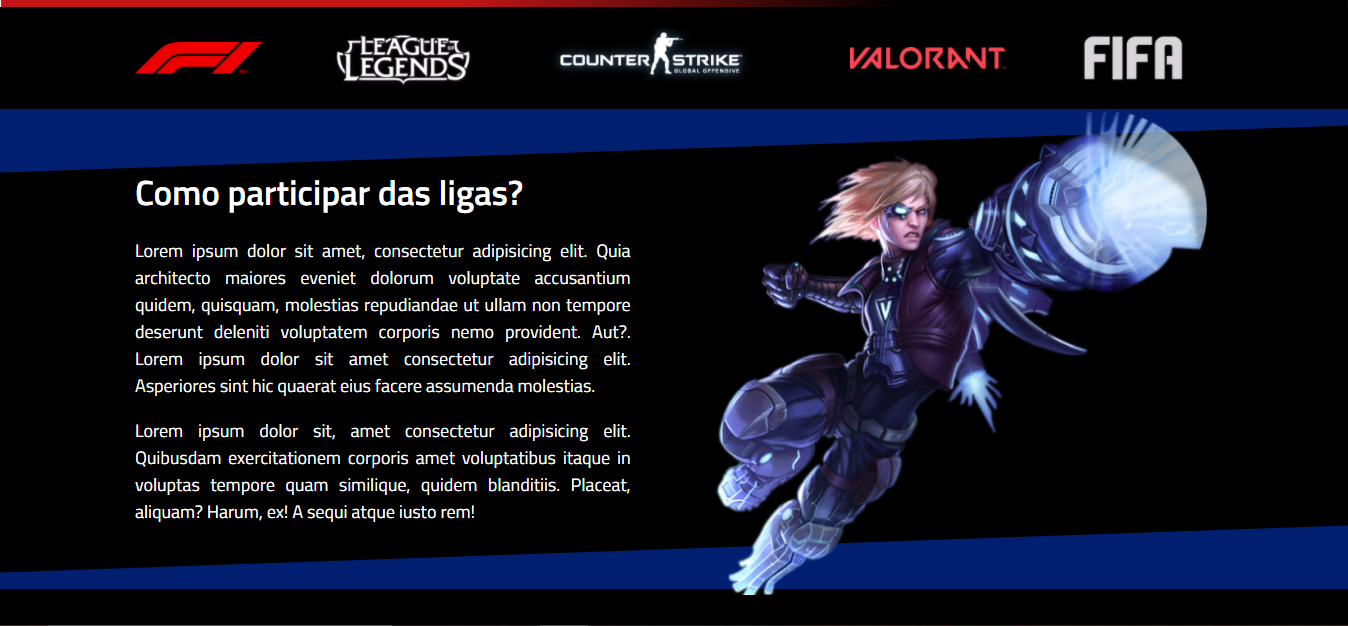 F1
LEAGUE OF LEGENDS
COUNTER STRIKE
GLOBAL OFFENSIVE
VALORANT
FIFA
Como participar das ligas?
Lorem ipsum dolor sit amet, consectetur adipisicing elit. Quia
architecto maiores eveniet dolorum voluptate accusantium
quidem, quisquam, molestias repudiandae ut ullam non tempore
deserunt deleniti voluptatem corporis nemo provident. Aut?.
Lorem ipsum dolor sit amet consectetur adipisicing elit.
Asperiores sint hic quaerat eius facere assumenda molestias.
Lorem ipsum dolor sit, amet consectetur adipisicing elit.
Quibusdam exercitationem corporis amet voluptatibus itaque in
voluptas tempore quam similique, quidem blanditiis. Placeat,
aliquam? Harum, ex! A sequi atque iusto rem!
V